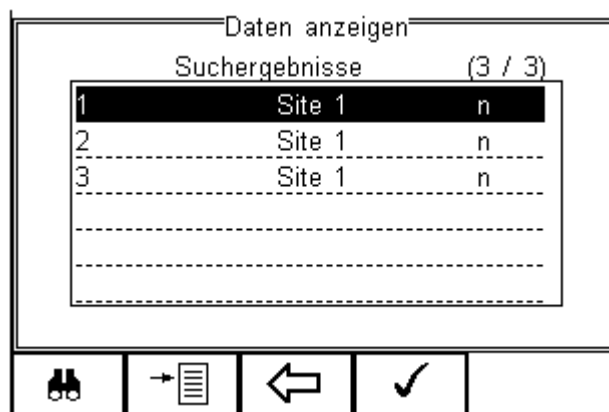 Daten anzeigen
Suchergebnisse (3 / 3)
1 Site 1 n
2 Site 1 n
3 Site 1 n